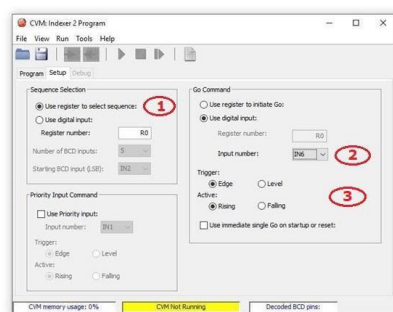 CVM: Indexer 2 Program
File View Run Tools Help
Program Setup Debug
Sequence Selection
Use register to select sequence:
1
Use digital input:
Register number: R0
Number of BCD inputs: 5
Starting BCD input (LSB): IN2
Priority Input Command
Use Priority input:
Input number: IN1
Trigger:
Edge Level
Active:
Rising Falling
Go Command
Use register to initiate Go:
Use digital input:
Register number: R0
Input number: IN6
2
Trigger:
Edge Level
Active:
3
Rising Falling
Use immediate single Go on startup or reset:
CVM memory usage: 0% CVM Not Running Decoded BCD pins: